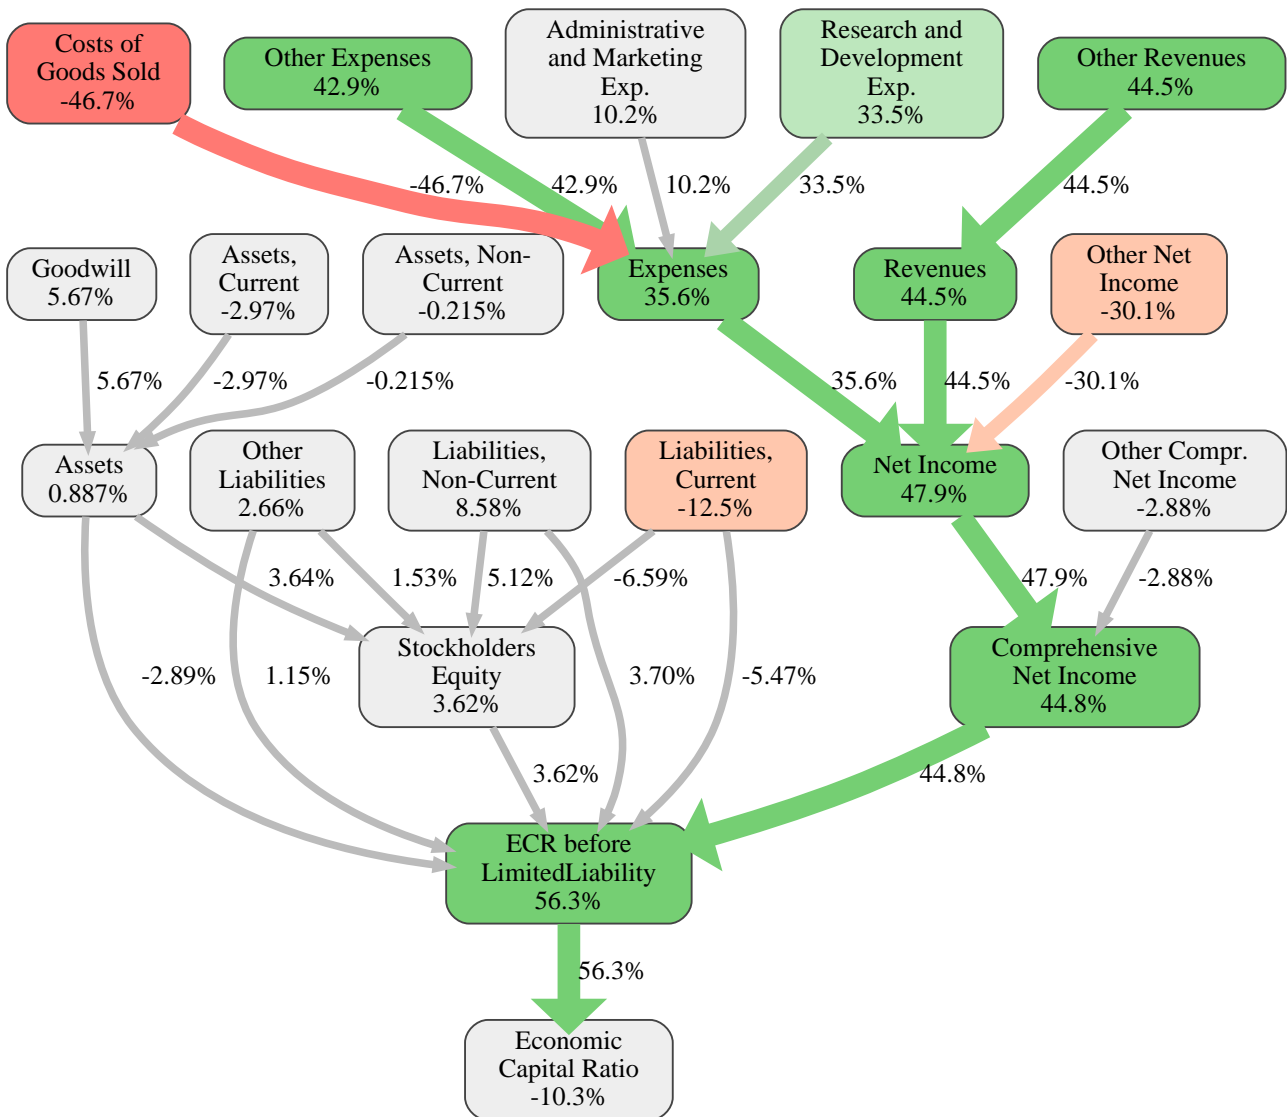 Costs of
Goods Sold
-46.7%
Other Expenses
42.9%
Administrative
and Marketing
Exp.
10.2%
Research and
Development
Exp.
33.5%
Other Revenues
44.5%
-46.7%
42.9%
10.2%
33.5%
44.5%
Goodwill
5.67%
Assets,
Current
-2.97%
Assets, Non-
Current
-0.215%
Expenses
35.6%
Revenues
44.5%
Other Net
Income
-30.1%
5.67%
-2.97%
-0.215%
35.6%
44.5%
-30.1%
Assets
0.887%
Other
Liabilities
2.66%
Liabilities,
Non-Current
8.58%
Liabilities,
Current
-12.5%
Net Income
47.9%
Other Compr.
Net Income
-2.88%
3.64%
1.53%
5.12%
-6.59%
47.9%
-2.88%
-2.89%
1.15%
Stockholders
Equity
3.62%
3.70%
-5.47%
Comprehensive
Net Income
44.8%
3.62%
44.8%
ECR before
LimitedLiability
56.3%
56.3%
Economic
Capital Ratio
-10.3%